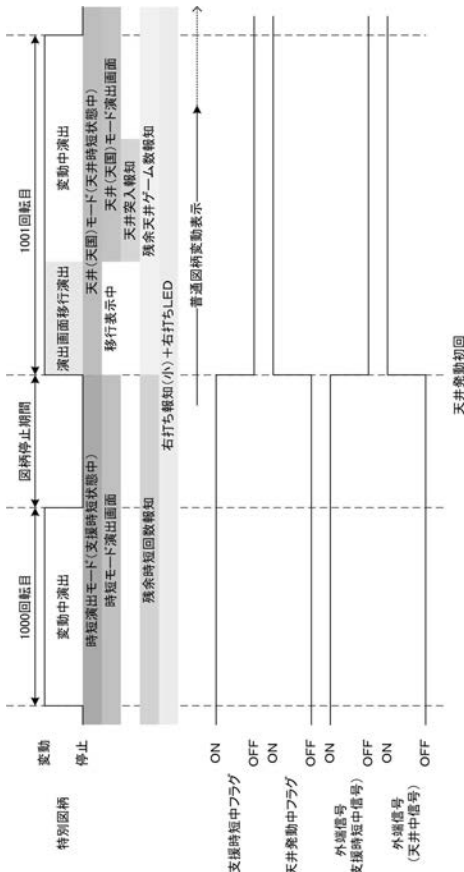 1000回転目
図柄停止期間
1001回転目
特別図柄
変動
停止
変動中演出
演出画面移行演出
変動中演出
時短演出モード(支援時短状態中)
天井(天国)モード(天井時短状態中)
時短モード演出画面
移行表示中
天井(天国)モード演出画面
天井突入報知
残余時短回数報知
残余天井ゲーム数報知
右打ち報知(小)+右打ちLED
普通図柄変動表示
支援時短中フラグ
ON
OFF
天井発動中フラグ
ON
OFF
外端信号
(支援時短中信号)
ON
OFF
外端信号
(天井中信号)
ON
OFF
天井発動初回